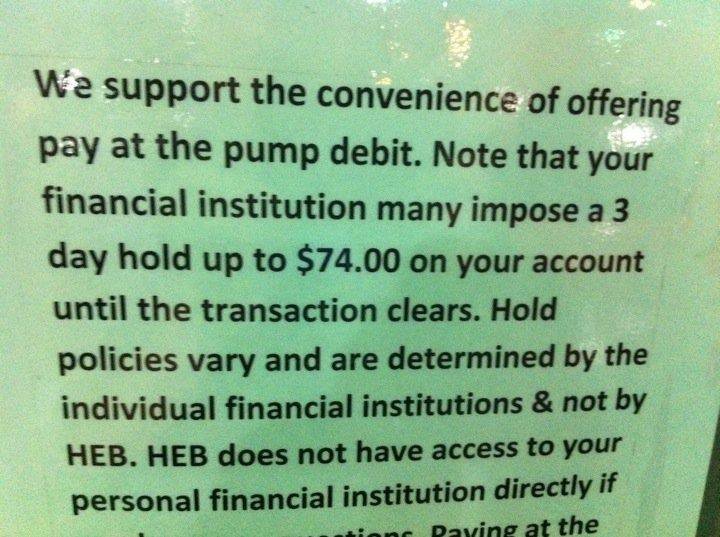 We support the convenience of offering
pay at the pump debit. Note that your
financial institution many impose a 3
day hold up to $74.00 on your account
until the transaction clears. Hold
policies vary and are determined by the
individual financial institutions & not by
HEB. HEB does not have access to your
personal financial institution directly if
Paying at the